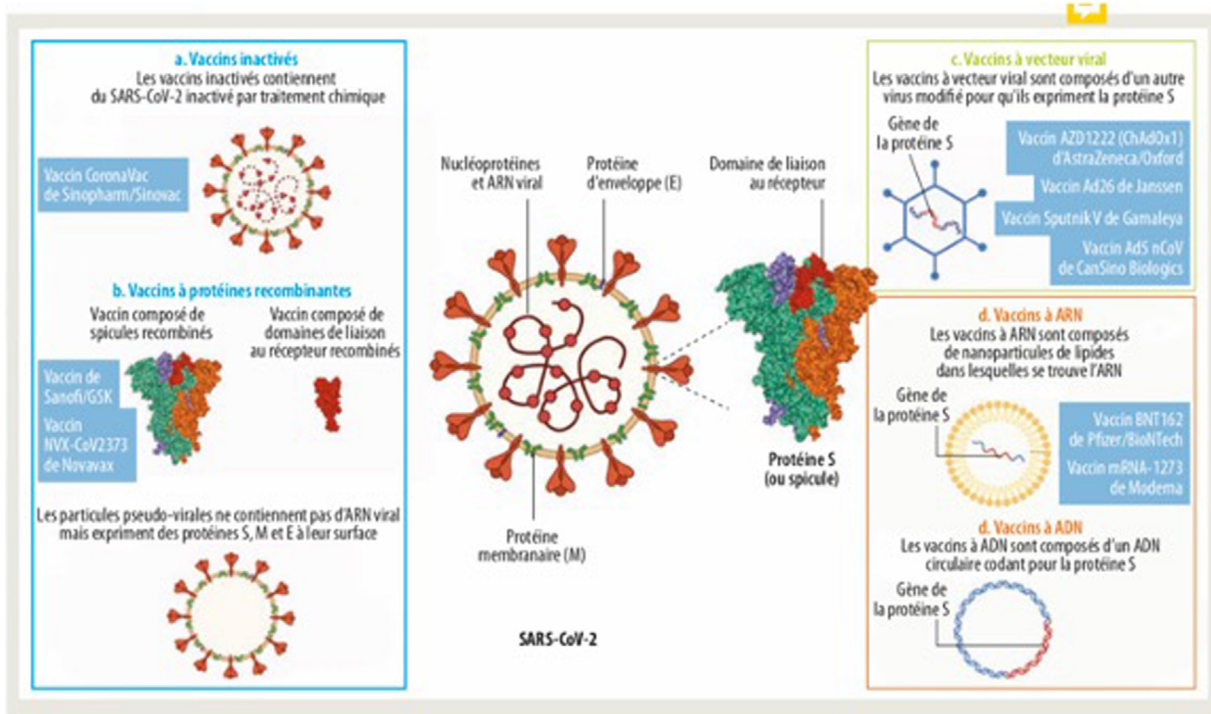 a. Vaccins inactivés
Les vaccins inactivés contiennent
du SARS-CoV-2 inactivé par traitement chimique
Vaccin CoronaVac
de Sinopharm/Sinovac
b. Vaccins à protéines recombinantes
Vaccin composé de
spicules recombinés
Vaccin composé de
domaines de liaison
au récepteur recombinés
Vaccin de
Sanofi/GSK
Vaccin
NVX-CoV2373
de Novavax
Les particules pseudo-virales ne contiennent pas d'ARN viral
mais expriment des protéines S, M et E à leur surface
Nucléoprotéines
et ARN viral
Protéine
d'enveloppe (E)
Domaine de liaison
au récepteur
Protéine S
(ou spicule)
Protéine
membranaire (M)
SARS-CoV-2
c. Vaccins à vecteur viral
Les vaccins à vecteur viral sont composés d'un autre
virus modifié pour qu'ils expriment la protéine S
Gène de
la protéine S
Vaccin AZD1222 (ChAdOx1)
d'AstraZeneca/Oxford
Vaccin Ad26 de Janssen
Vaccin Sputnik V de Gamaleya
Vaccin Ad5 nCoV
de CanSino Biologics
d. Vaccins à ARN
Les vaccins à ARN sont composés
de nanoparticules de lipides
dans lesquelles se trouve l'ARN
Gène de
la protéine S
Vaccin BNT162
de Pfizer/BioNTech
Vaccin mRNA-1273
de Moderna
d. Vaccins à ADN
Les vaccins à ADN sont composés d'un ADN
circulaire codant pour la protéine S
Gène de
la protéine S